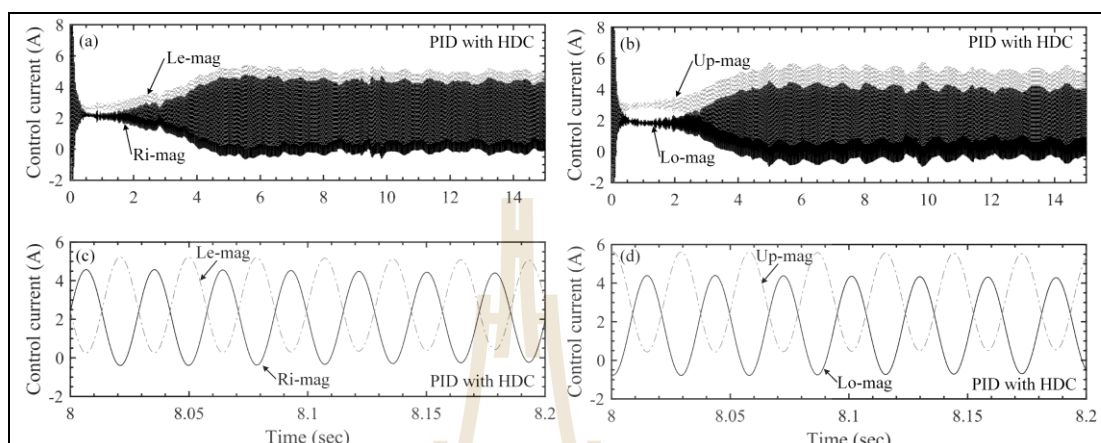 (a)
PID with HDC
Le-mag
Ri-mag
Control current (A)
8
6
4
2
0
-2
0 2 4 6 8 10 12 14
(b)
PID with HDC
Up-mag
Lo-mag
Control current (A)
8
6
4
2
0
-2
0 2 4 6 8 10 12 14
(c)
Le-mag
Ri-mag
PID with HDC
Control current (A)
6
4
2
0
-2
8 8.05 8.1 8.15 8.2
Time (sec)
(d)
Up-mag
Lo-mag
PID with HDC
Control current (A)
6
4
2
0
-2
8 8.06 8.1 8.16 8.2
Time (sec)